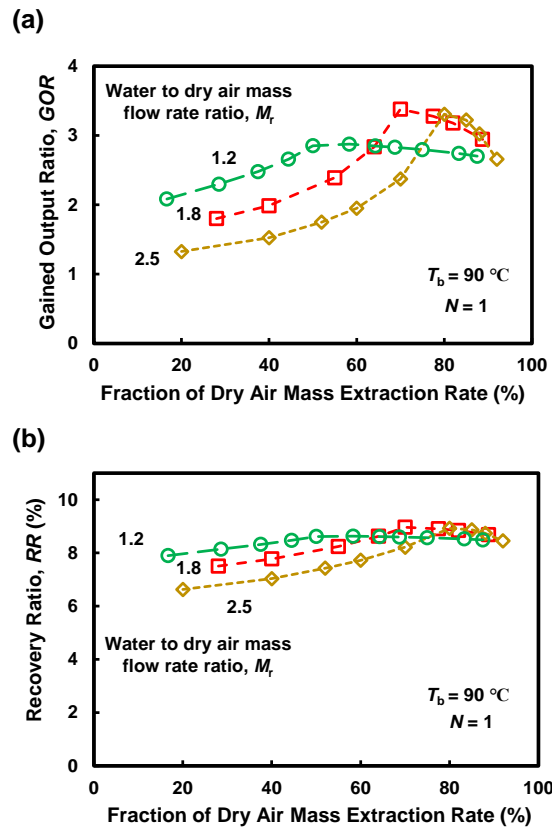 (a)
Gained Output Ratio, GOR
4
3
2
1
0
Water to dry air mass
flow rate ratio, Mr
1.2
1.8
2.5
Tb = 90 °C
N = 1
0 20 40 60 80 100
Fraction of Dry Air Mass Extraction Rate (%)
(b)
Recovery Ratio, RR (%)
10
8
6
4
2
0
1.2
1.8
2.5
Water to dry air mass
flow rate ratio, Mr
Tb = 90 °C
N = 1
0 20 40 60 80 100
Fraction of Dry Air Mass Extraction Rate (%)